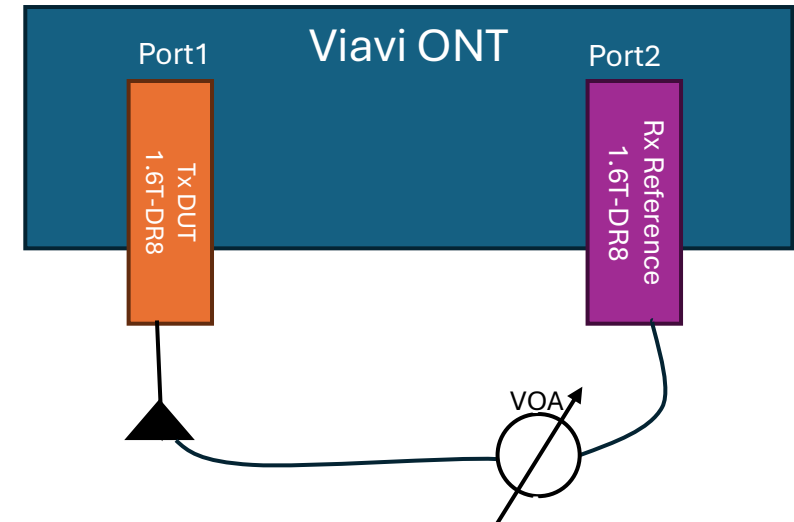 Viavi ONT
Port1
Port2
Tx DUT
1.6T-DR8
Rx Reference
1.6T-DR8
VOA